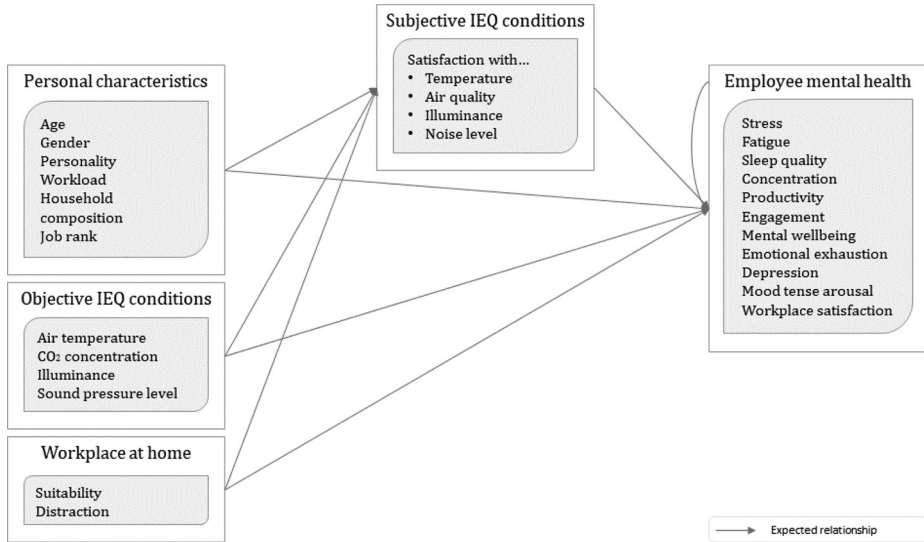 Subjective IEQ conditions
Satisfaction with...
• Temperature
• Air quality
• Illuminance
• Noise level
Personal characteristics
Age
Gender
Personality
Workload
Household
composition
Job rank
Objective IEQ conditions
Air temperature
CO₂ concentration
Illuminance
Sound pressure level
Workplace at home
Suitability
Distraction
Employee mental health
Stress
Fatigue
Sleep quality
Concentration
Productivity
Engagement
Mental wellbeing
Emotional exhaustion
Depression
Mood tense arousal
Workplace satisfaction
Expected relationship